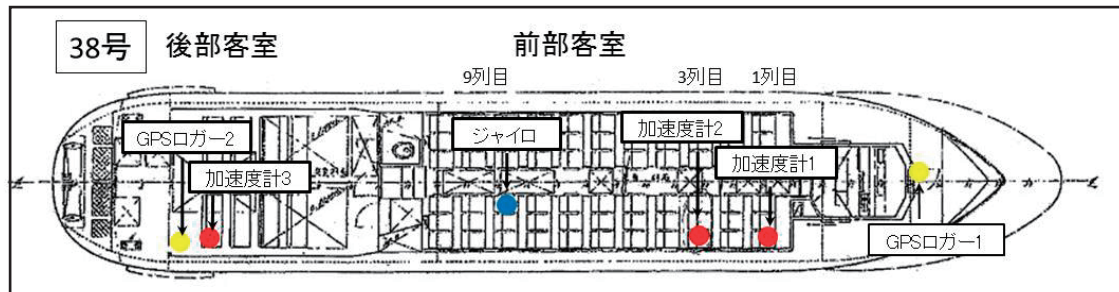 38号 後部客室 前部客室
9列目 3列目 1列目
GPSロガー2 ジャイロ 加速度計2
加速度計3 加速度計1
GPSロガー1